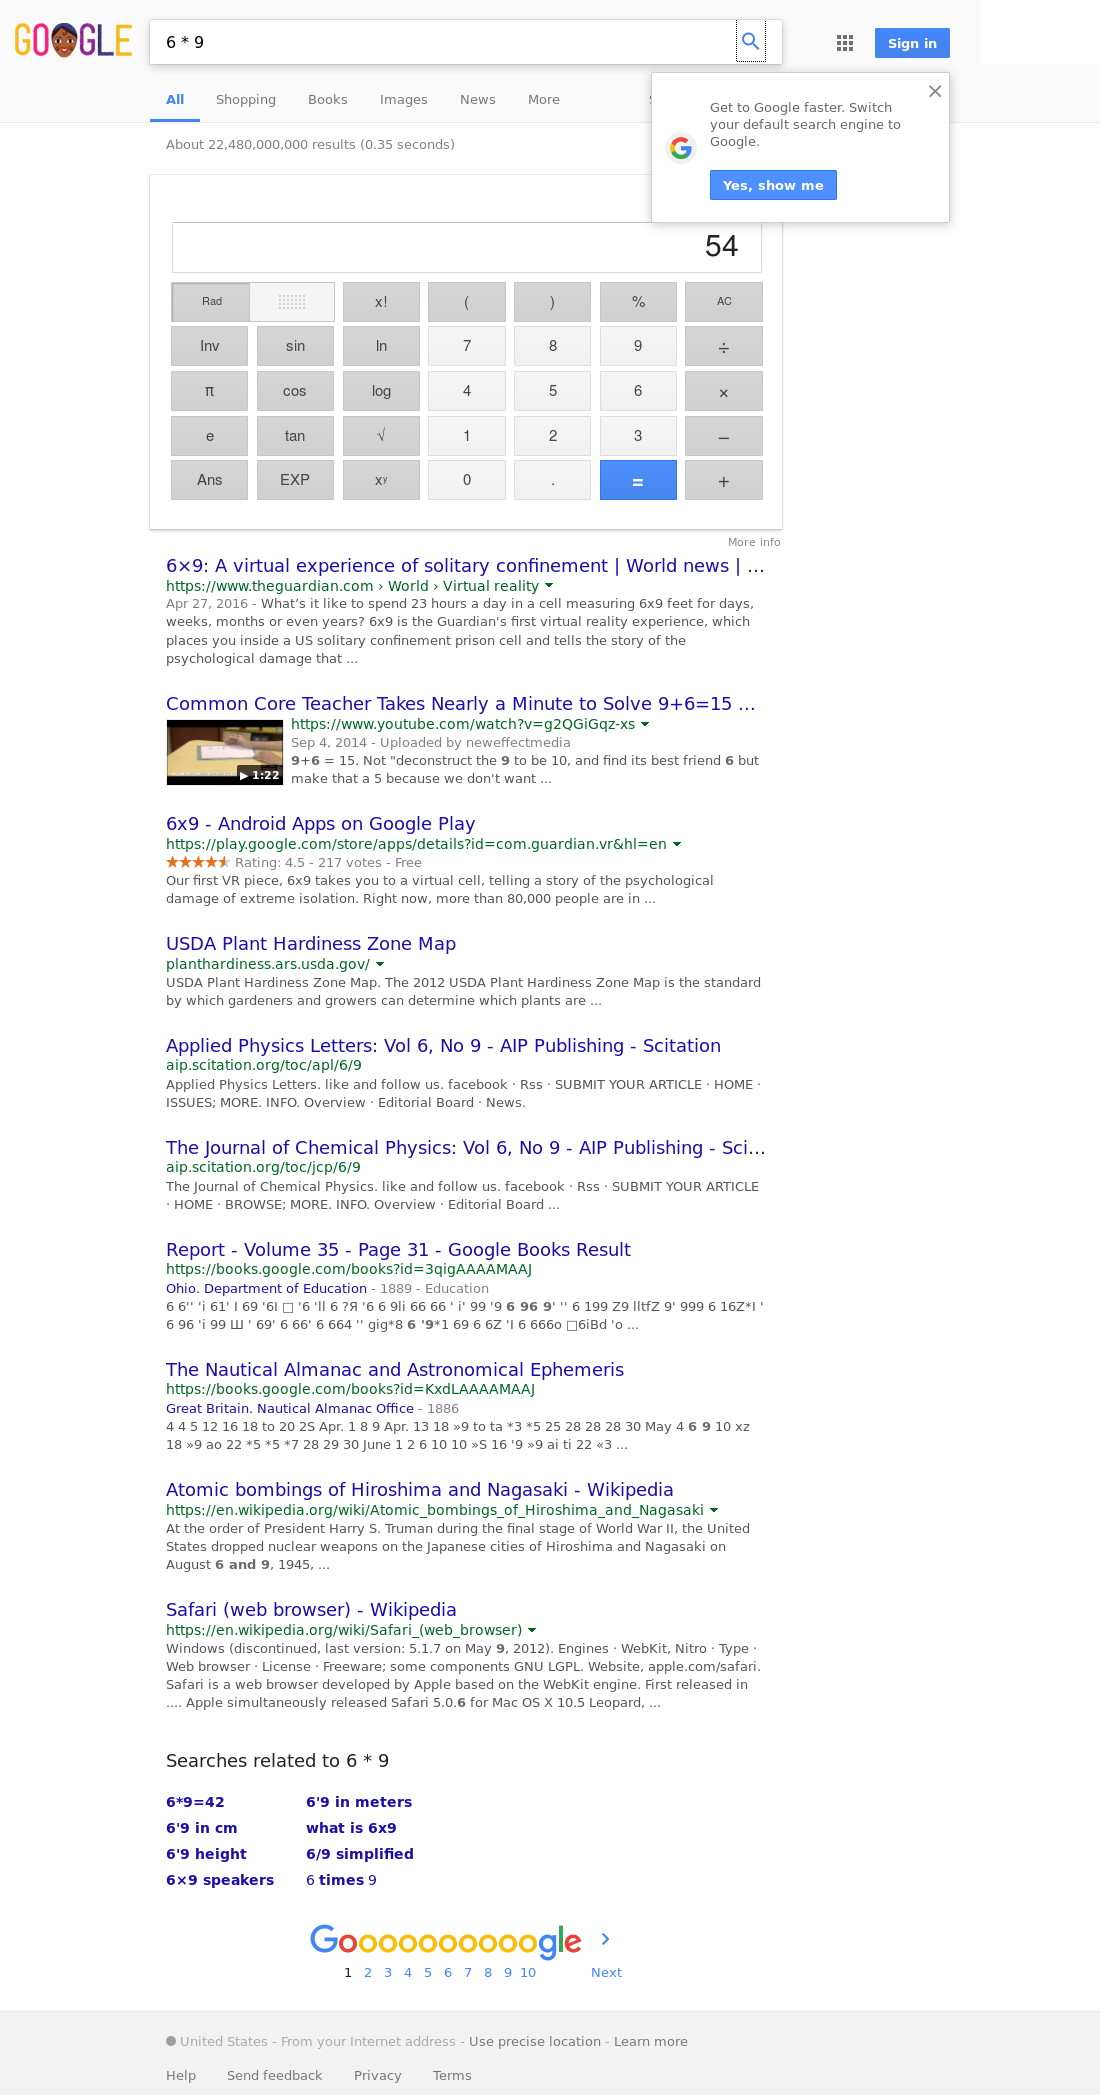 GOOGLE
6 * 9
Sign in
All Shopping Books Images News More
Get to Google faster. Switch
your default search engine to
Google.
Yes, show me
About 22,480,000,000 results (0.35 seconds)
54
Rad x! ( ) % AC
Inv sin ln 7 8 9 ÷
π cos log 4 5 6 ×
e tan √ 1 2 3 −
Ans EXP xʸ 0 . = +
More info
6×9: A virtual experience of solitary confinement | World news | ...
https://www.theguardian.com › World › Virtual reality
Apr 27, 2016 - What’s it like to spend 23 hours a day in a cell measuring 6x9 feet for days,
weeks, months or even years? 6x9 is the Guardian's first virtual reality experience, which
places you inside a US solitary confinement prison cell and tells the story of the
psychological damage that ...
Common Core Teacher Takes Nearly a Minute to Solve 9+6=15 ...
https://www.youtube.com/watch?v=g2QGiGqz-xs
Sep 4, 2014 - Uploaded by neweffectmedia
9+6 = 15. Not "deconstruct the 9 to be 10, and find its best friend 6 but
make that a 5 because we don't want ...
▶ 1:22
6x9 - Android Apps on Google Play
https://play.google.com/store/apps/details?id=com.guardian.vr&hl=en
Rating: 4.5 - 217 votes - Free
Our first VR piece, 6x9 takes you to a virtual cell, telling a story of the psychological
damage of extreme isolation. Right now, more than 80,000 people are in ...
USDA Plant Hardiness Zone Map
planthardiness.ars.usda.gov/
USDA Plant Hardiness Zone Map. The 2012 USDA Plant Hardiness Zone Map is the standard
by which gardeners and growers can determine which plants are ...
Applied Physics Letters: Vol 6, No 9 - AIP Publishing - Scitation
aip.scitation.org/toc/apl/6/9
Applied Physics Letters. like and follow us. facebook · Rss · SUBMIT YOUR ARTICLE · HOME ·
ISSUES; MORE. INFO. Overview · Editorial Board · News.
The Journal of Chemical Physics: Vol 6, No 9 - AIP Publishing - Sci...
aip.scitation.org/toc/jcp/6/9
The Journal of Chemical Physics. like and follow us. facebook · Rss · SUBMIT YOUR ARTICLE
· HOME · BROWSE; MORE. INFO. Overview · Editorial Board ...
Report - Volume 35 - Page 31 - Google Books Result
https://books.google.com/books?id=3qigAAAAMAAJ
Ohio. Department of Education - 1889 - Education
6 6'' 'i 61' I 69 '6I □ '6 'll 6 ?Я '6 6 9li 66 66 ' i' 99 '9 6 96 9' '' 6 199 Z9 lltfZ 9' 999 6 16Z*I '
6 96 'i 99 Ш ' 69' 6 66' 6 664 '' gig*8 6 '9*1 69 6 6Z 'I 6 666o □6iBd 'o ...
The Nautical Almanac and Astronomical Ephemeris
https://books.google.com/books?id=KxdLAAAAMAAJ
Great Britain. Nautical Almanac Office - 1886
4 4 5 12 16 18 to 20 2S Apr. 1 8 9 Apr. 13 18 »9 to ta *3 *5 25 28 28 28 30 May 4 6 9 10 xz
18 »9 ao 22 *5 *5 *7 28 29 30 June 1 2 6 10 10 »S 16 '9 »9 ai ti 22 «3 ...
Atomic bombings of Hiroshima and Nagasaki - Wikipedia
https://en.wikipedia.org/wiki/Atomic_bombings_of_Hiroshima_and_Nagasaki
At the order of President Harry S. Truman during the final stage of World War II, the United
States dropped nuclear weapons on the Japanese cities of Hiroshima and Nagasaki on
August 6 and 9, 1945, ...
Safari (web browser) - Wikipedia
https://en.wikipedia.org/wiki/Safari_(web_browser)
Windows (discontinued, last version: 5.1.7 on May 9, 2012). Engines · WebKit, Nitro · Type ·
Web browser · License · Freeware; some components GNU LGPL. Website, apple.com/safari.
Safari is a web browser developed by Apple based on the WebKit engine. First released in
.... Apple simultaneously released Safari 5.0.6 for Mac OS X 10.5 Leopard, ...
Searches related to 6 * 9
6*9=42 6'9 in meters
6'9 in cm what is 6x9
6'9 height 6/9 simplified
6×9 speakers 6 times 9
Goooooooooogle
1 2 3 4 5 6 7 8 9 10 Next
United States - From your Internet address - Use precise location - Learn more
Help Send feedback Privacy Terms